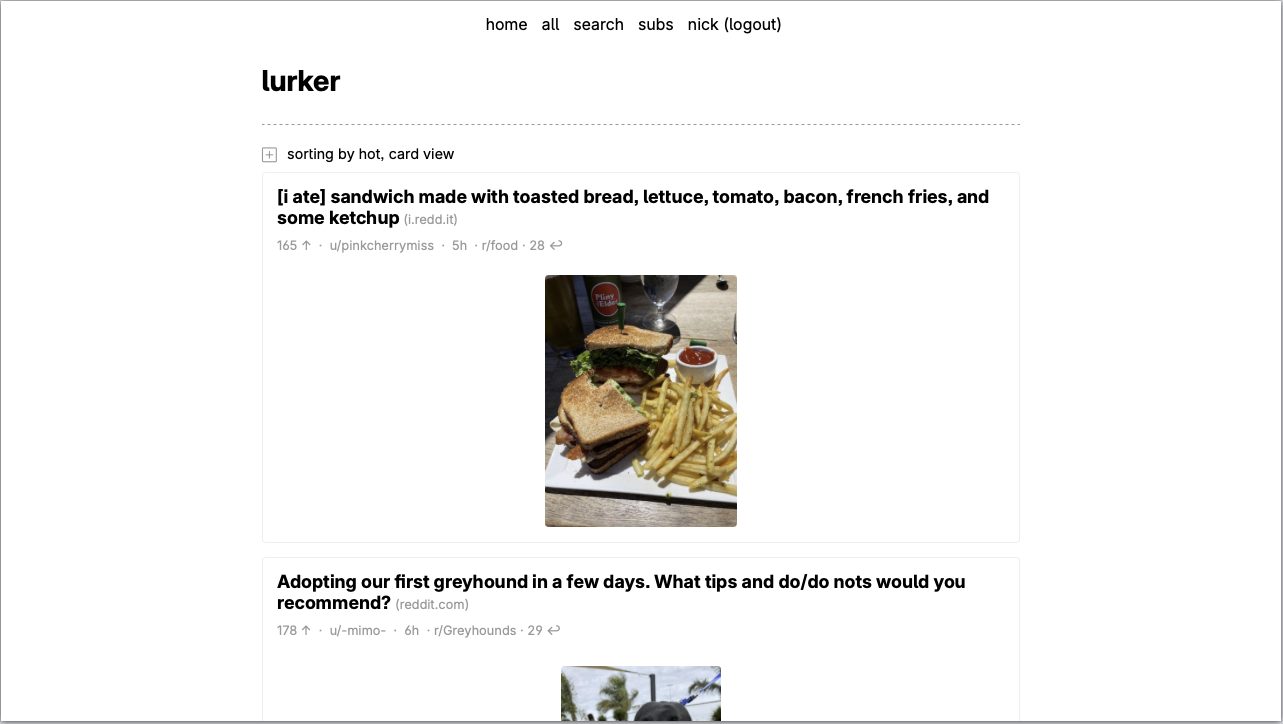 home all search subs nick (logout)
lurker
sorting by hot, card view
[i ate] sandwich made with toasted bread, lettuce, tomato, bacon, french fries, and
some ketchup (i.redd.it)
165 ↑ · u/pinkcherrymiss · 5h · r/food · 28 ↩
Pliny
Elder
Adopting our first greyhound in a few days. What tips and do/do nots would you
recommend? (reddit.com)
178 ↑ · u/-mimo- · 6h · r/Greyhounds · 29 ↩